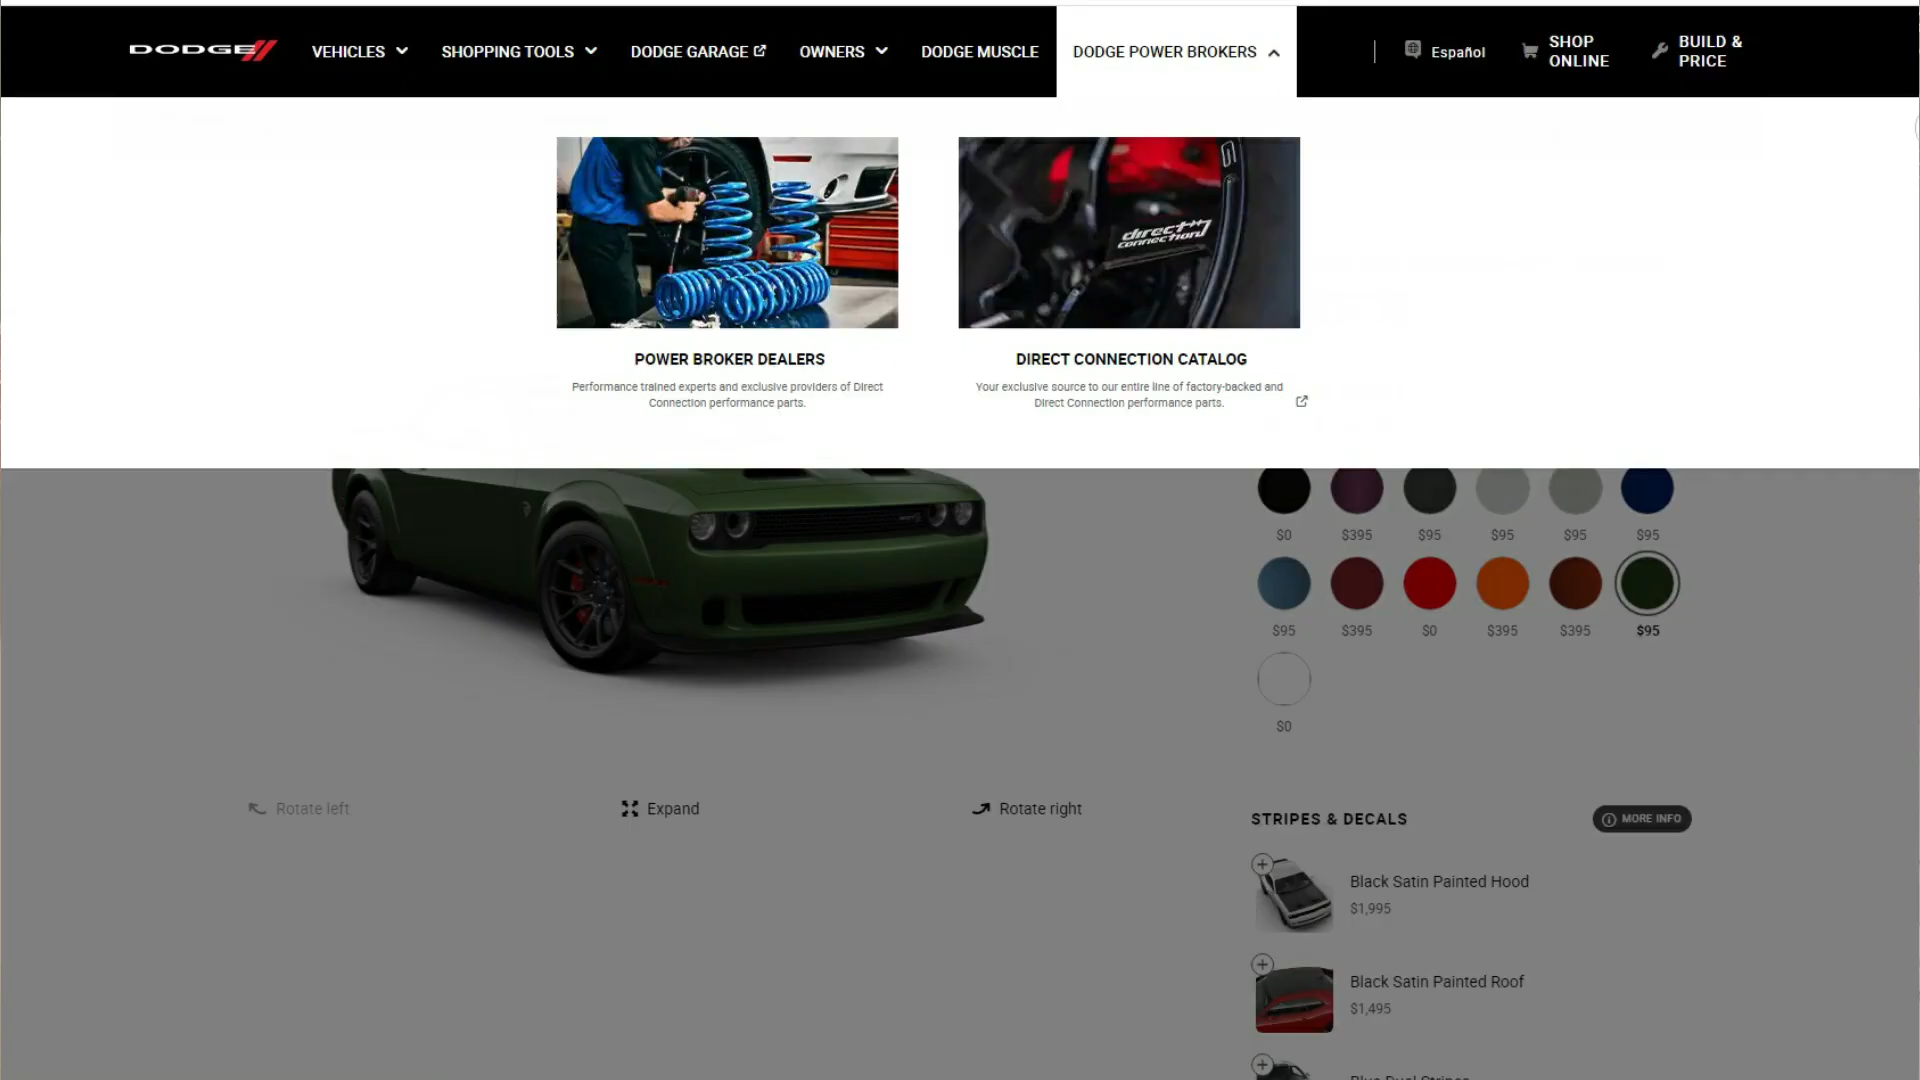 DODGE
VEHICLES
SHOPPING TOOLS
DODGE GARAGE
OWNERS
DODGE MUSCLE
DODGE POWER BROKERS
Español
SHOP
ONLINE
BUILD &
PRICE
direct
connection
POWER BROKER DEALERS
Performance trained experts and exclusive providers of Direct
Connection performance parts.
DIRECT CONNECTION CATALOG
Your exclusive source to our entire line of factory-backed and
Direct Connection performance parts.
$0 $395 $95 $95 $95 $95
$95 $395 $0 $395 $395 $95
$0
Rotate left
Expand
Rotate right
STRIPES & DECALS
MORE INFO
Black Satin Painted Hood
$1,995
Black Satin Painted Roof
$1,495